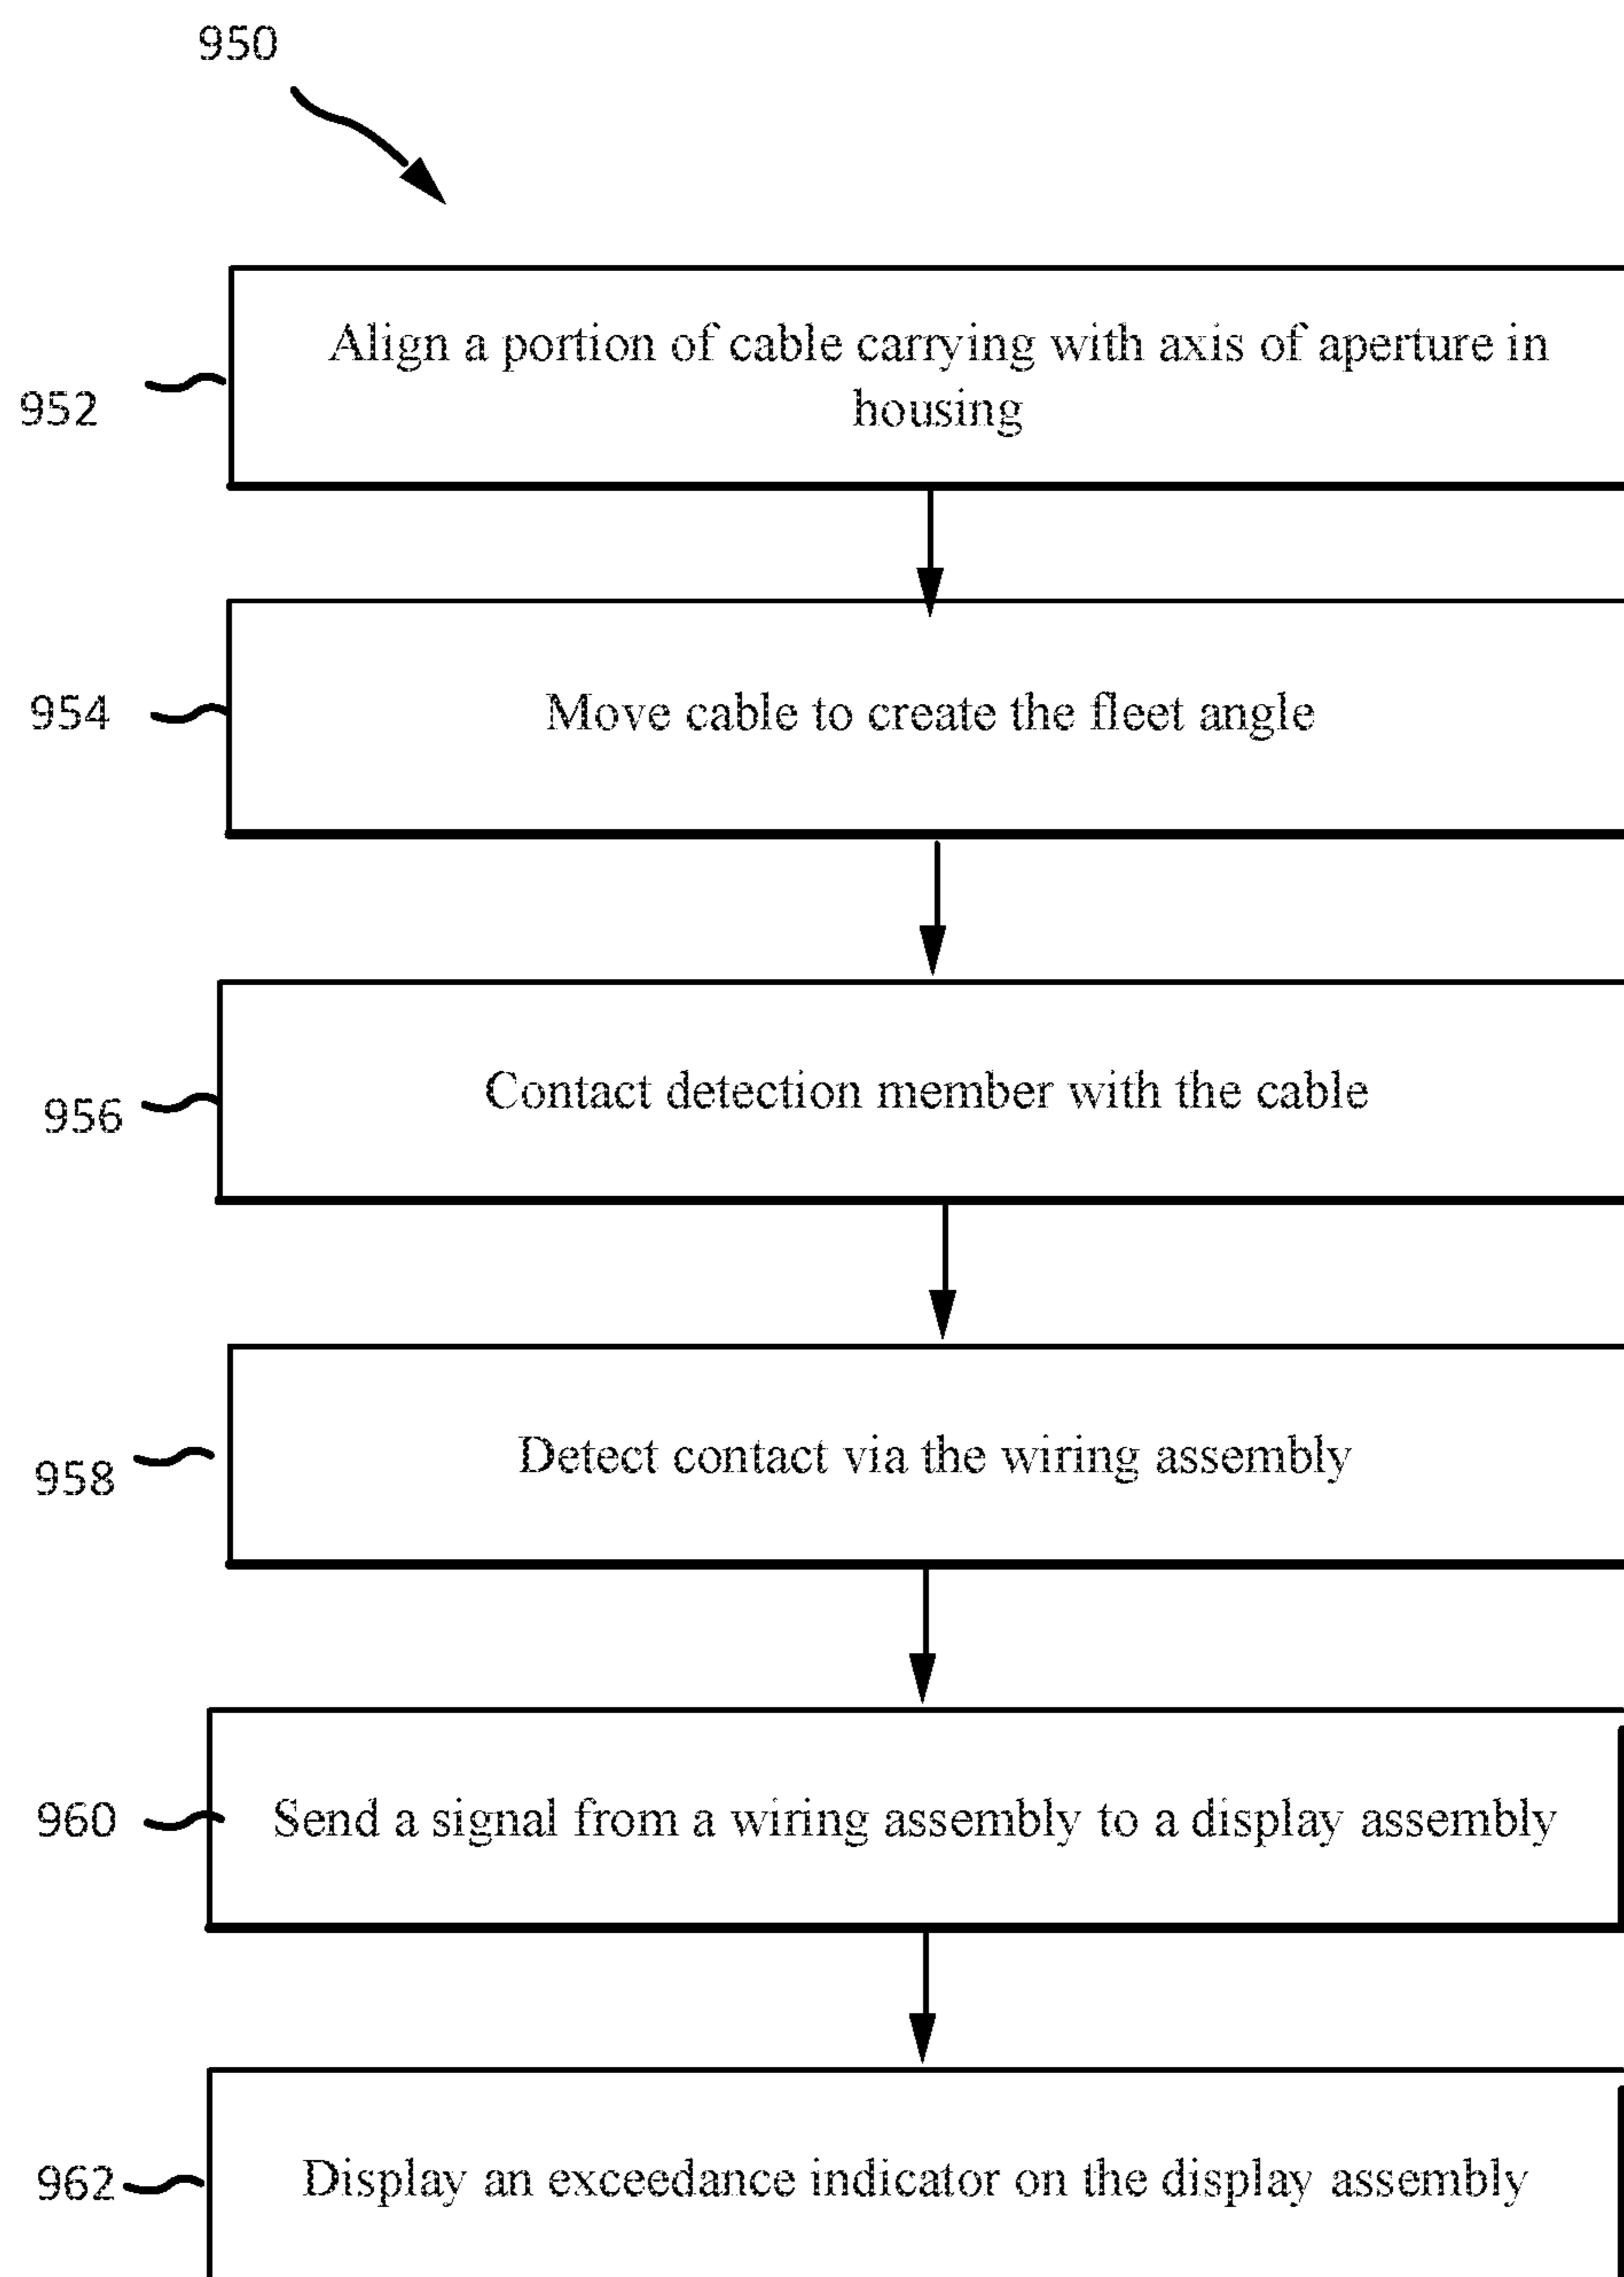 950
952
Align a portion of cable carrying with axis of aperture in
housing
954
Move cable to create the fleet angle
956
Contact detection member with the cable
958
Detect contact via the wiring assembly
960
Send a signal from a wiring assembly to a display assembly
962
Display an exceedance indicator on the display assembly